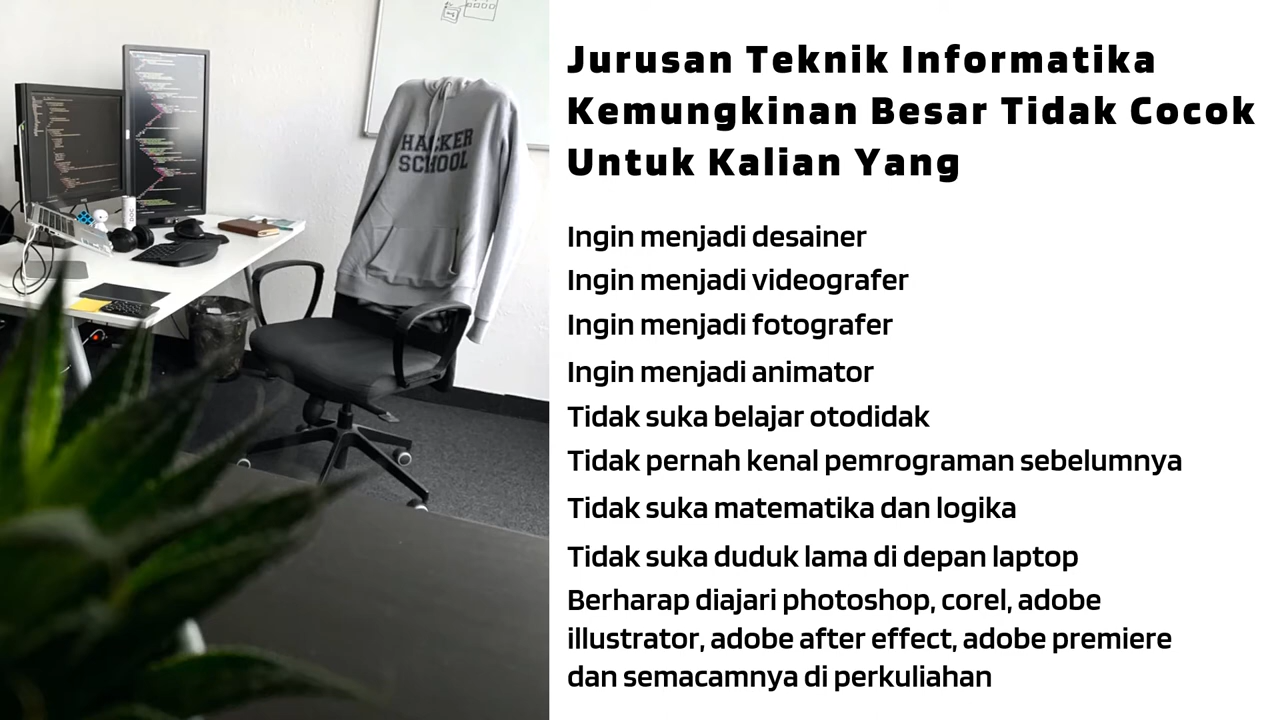 HACKER
SCHOOL
Jurusan Teknik Informatika
Kemungkinan Besar Tidak Cocok
Untuk Kalian Yang
Ingin menjadi desainer
Ingin menjadi videografer
Ingin menjadi fotografer
Ingin menjadi animator
Tidak suka belajar otodidak
Tidak pernah kenal pemrograman sebelumnya
Tidak suka matematika dan logika
Tidak suka duduk lama di depan laptop
Berharap diajari photoshop, corel, adobe
illustrator, adobe after effect, adobe premiere
dan semacamnya di perkuliahan